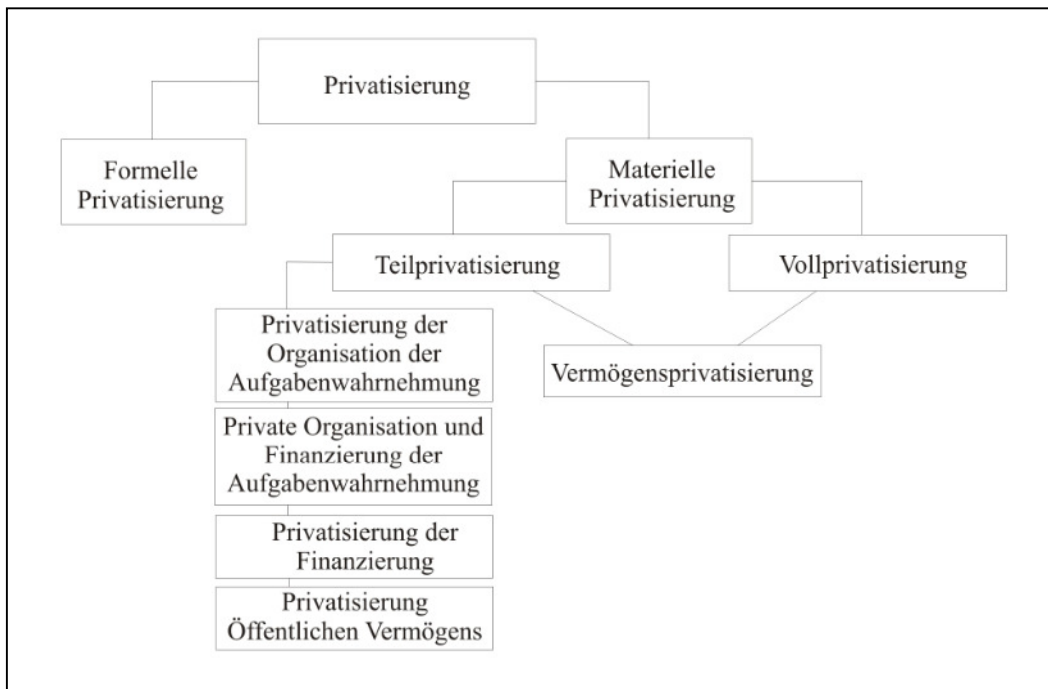 Privatisierung
Formelle
Privatisierung
Materielle
Privatisierung
Teilprivatisierung
Vollprivatisierung
Privatisierung der
Organisation der
Aufgabenwahrnehmung
Vermögensprivatisierung
Private Organisation und
Finanzierung der
Aufgabenwahrnehmung
Privatisierung der
Finanzierung
Privatisierung
Öffentlichen Vermögens